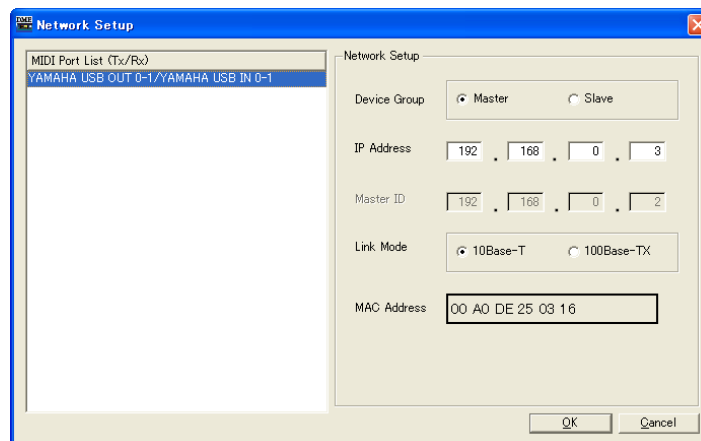 DME Network Setup
MIDI Port List (Tx/Rx)
YAMAHA USB OUT 0-1/YAMAHA USB IN 0-1
Network Setup
Device Group Master Slave
IP Address 192 . 168 . 0 . 3
Master ID 192 . 168 . 0 . 2
Link Mode 10Base-T 100Base-TX
MAC Address 00 A0 DE 25 03 16
OK Cancel